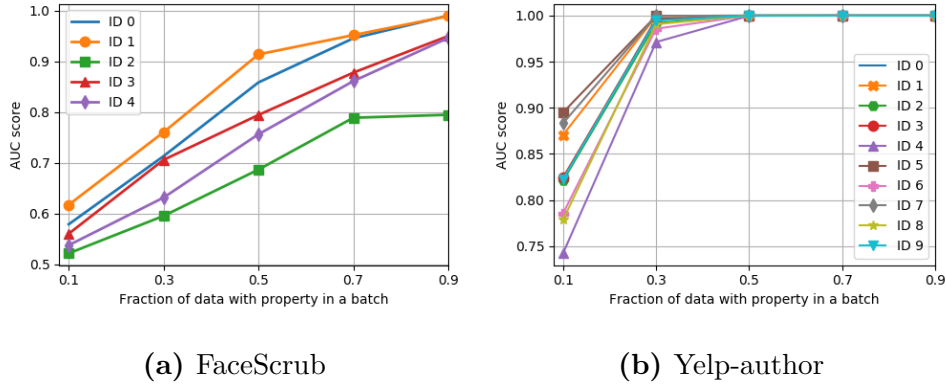 1.0
0.9
0.8
0.7
0.6
0.5
AUC score
ID 0
ID 1
ID 2
ID 3
ID 4
0.1 0.3 0.5 0.7 0.9
Fraction of data with property in a batch
(a) FaceScrub
1.00
0.95
0.90
0.85
0.80
0.75
AUC score
ID 0
ID 1
ID 2
ID 3
ID 4
ID 5
ID 6
ID 7
ID 8
ID 9
0.1 0.3 0.5 0.7 0.9
Fraction of data with property in a batch
(b) Yelp-author